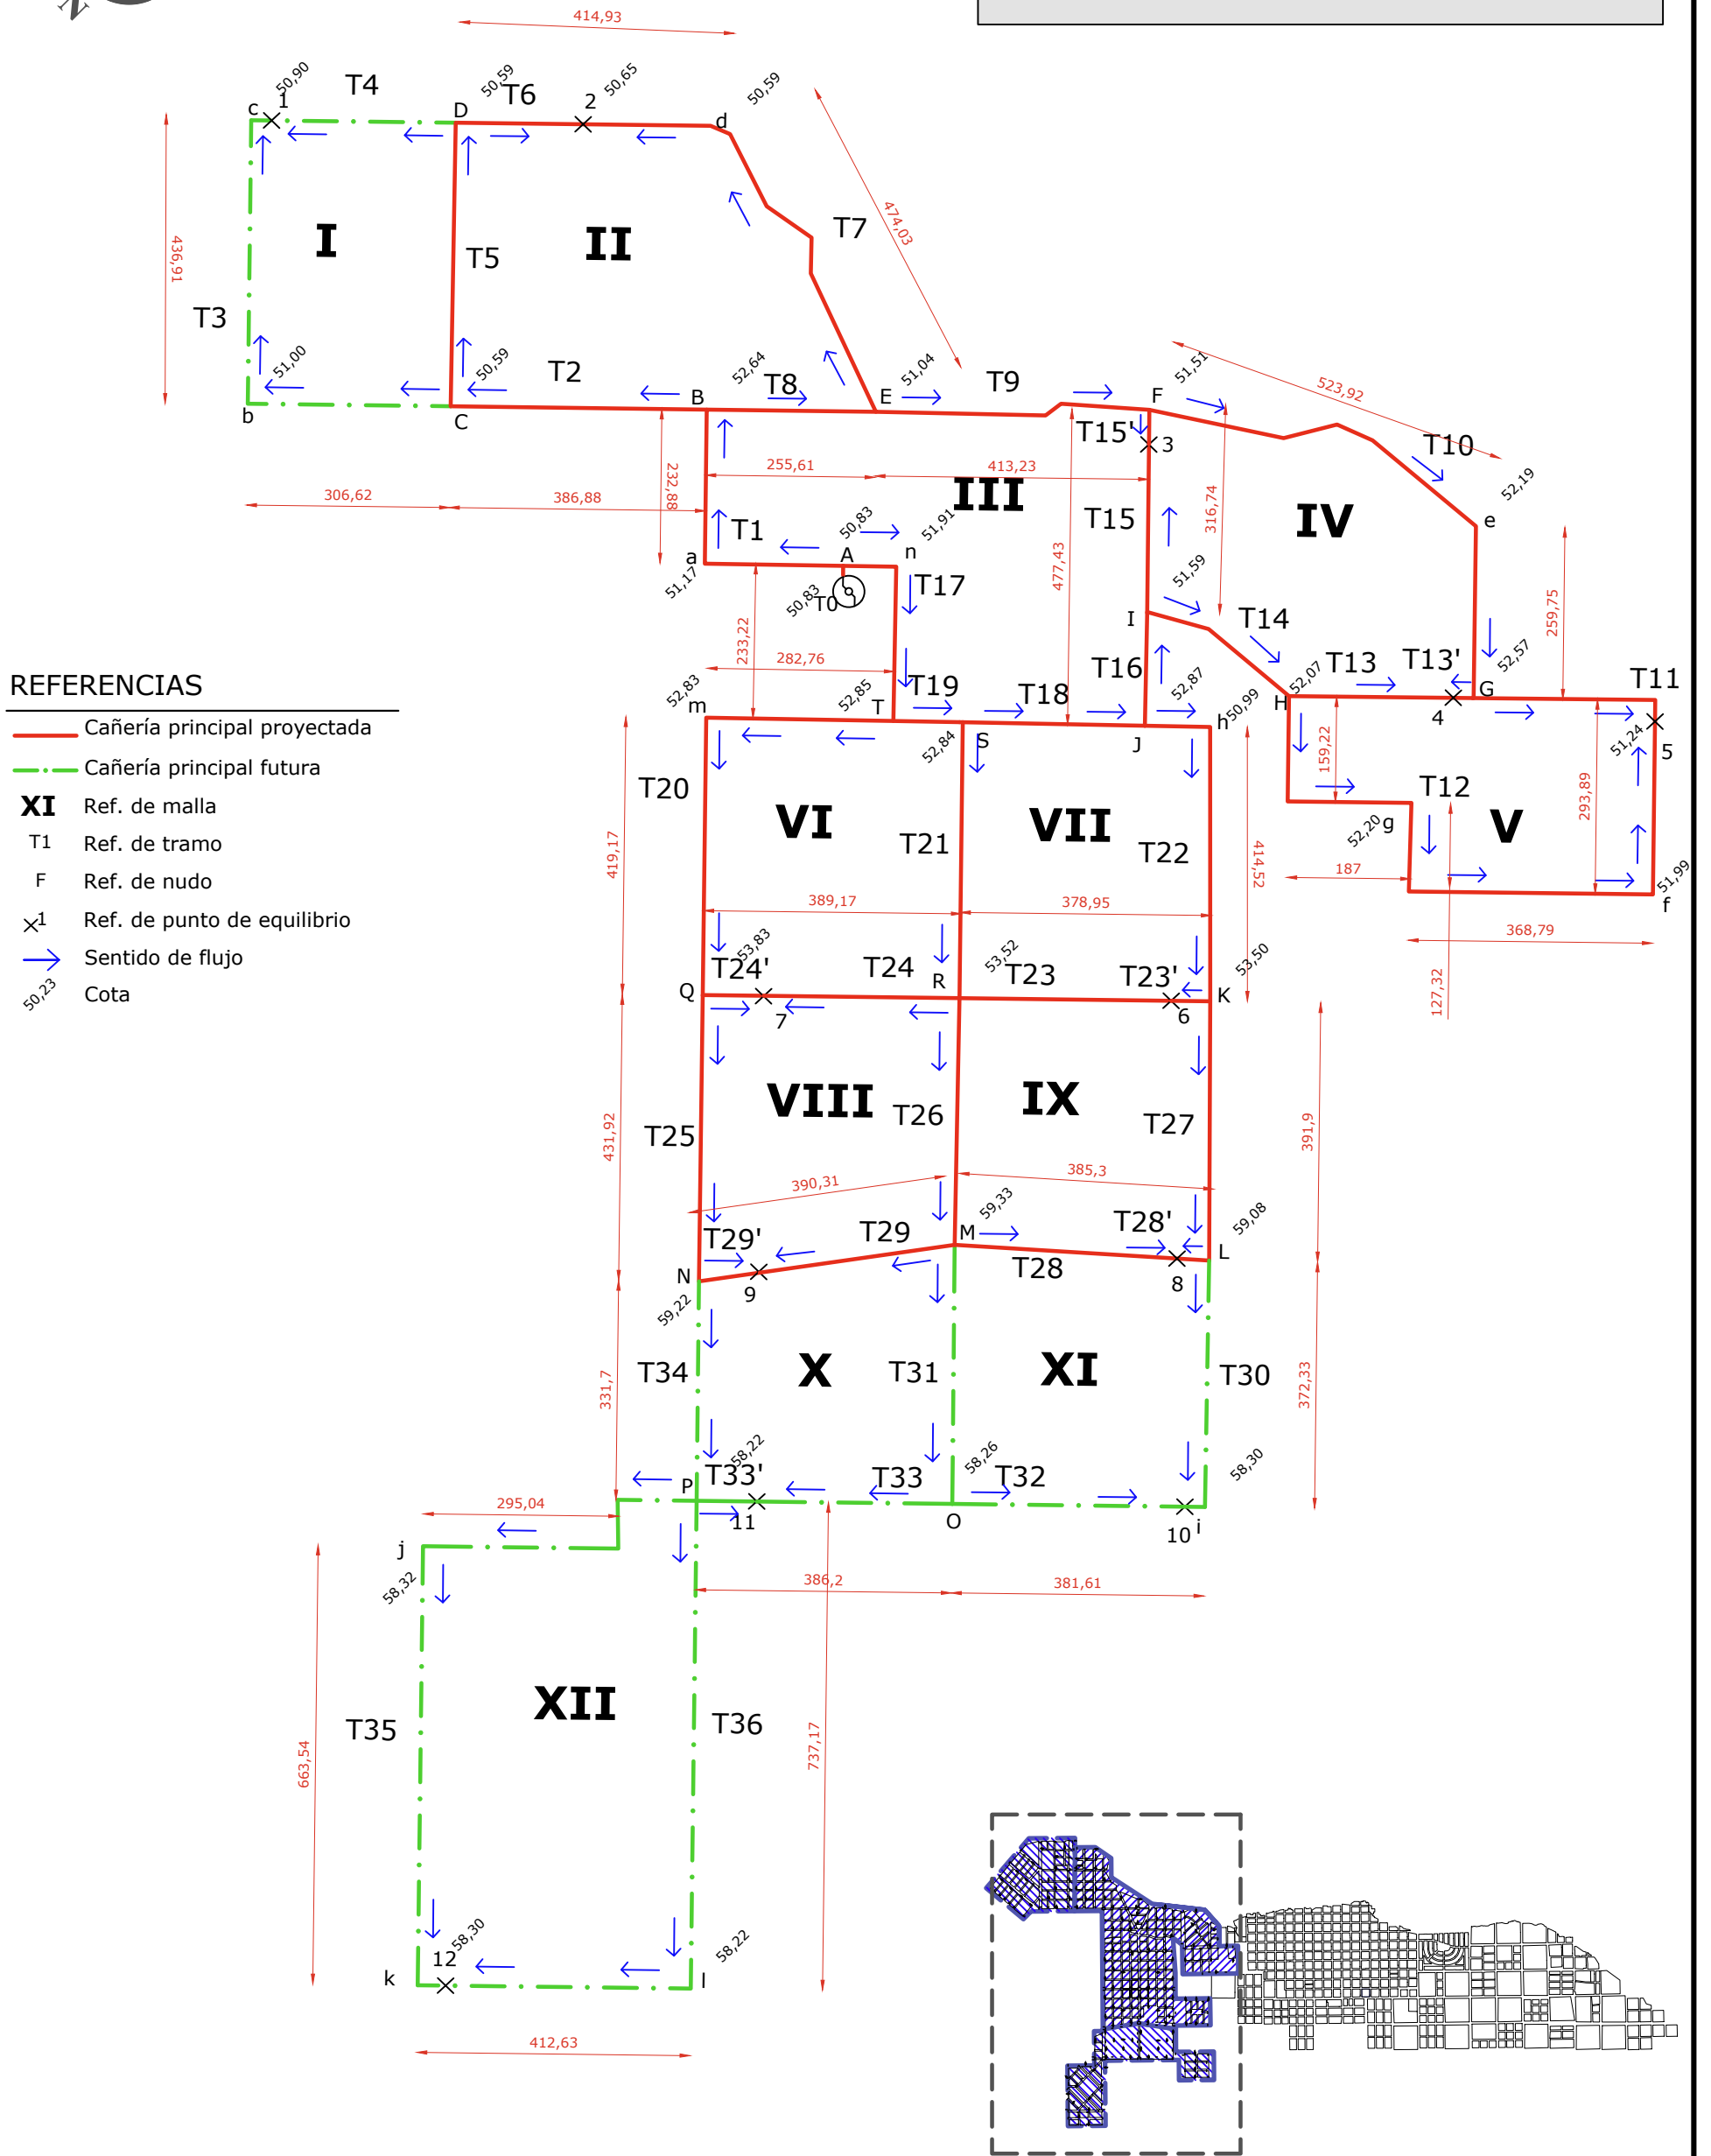 N
414,93
50,90
T4
50,59
T6
50,65
50,59
c
1
D
2
d
436,91
I
T5
II
T7
474,03
T3
51,00
50,59
T2
52,64
T8
51,04
T9
51,51
523,92
b
C
B
E
F
T15'
3
T10
306,62
386,88
232,88
255,61
413,23
III
316,74
52,19
e
T1
50,83
51,91
T15
IV
a
A
n
477,43
51,17
50,83
T0
T17
51,59
I
T14
259,75
233,22
282,76
T16
T13
T13'
52,57
T11
52,83
52,85
T19
T18
52,87
52,07
G
m
T
S
J
h
50,99
H
4
5
52,84
51,24
REFERENCIAS
Cañería principal proyectada
Cañería principal futura
XI Ref. de malla
T1 Ref. de tramo
F Ref. de nudo
1 Ref. de punto de equilibrio
Sentido de flujo
50,23 Cota
T20
VI
T21
VII
T22
159,22
T12
293,89
V
419,17
414,52
52,20
g
187
51,99
f
389,17
378,95
368,79
127,32
53,83
T24'
T24
53,52
T23
T23'
53,50
Q
7
R
6
K
VIII
IX
431,92
T25
T26
T27
391,9
390,31
385,3
T29'
T29
59,33
T28'
59,08
M
L
N
9
T28
8
59,22
331,7
T34
X
T31
XI
T30
372,33
58,22
58,26
58,30
P
T33'
T33
T32
295,04
11
O
10
i
j
58,32
386,2
381,61
663,54
T35
XII
T36
737,17
58,30
58,22
k
12
l
412,63